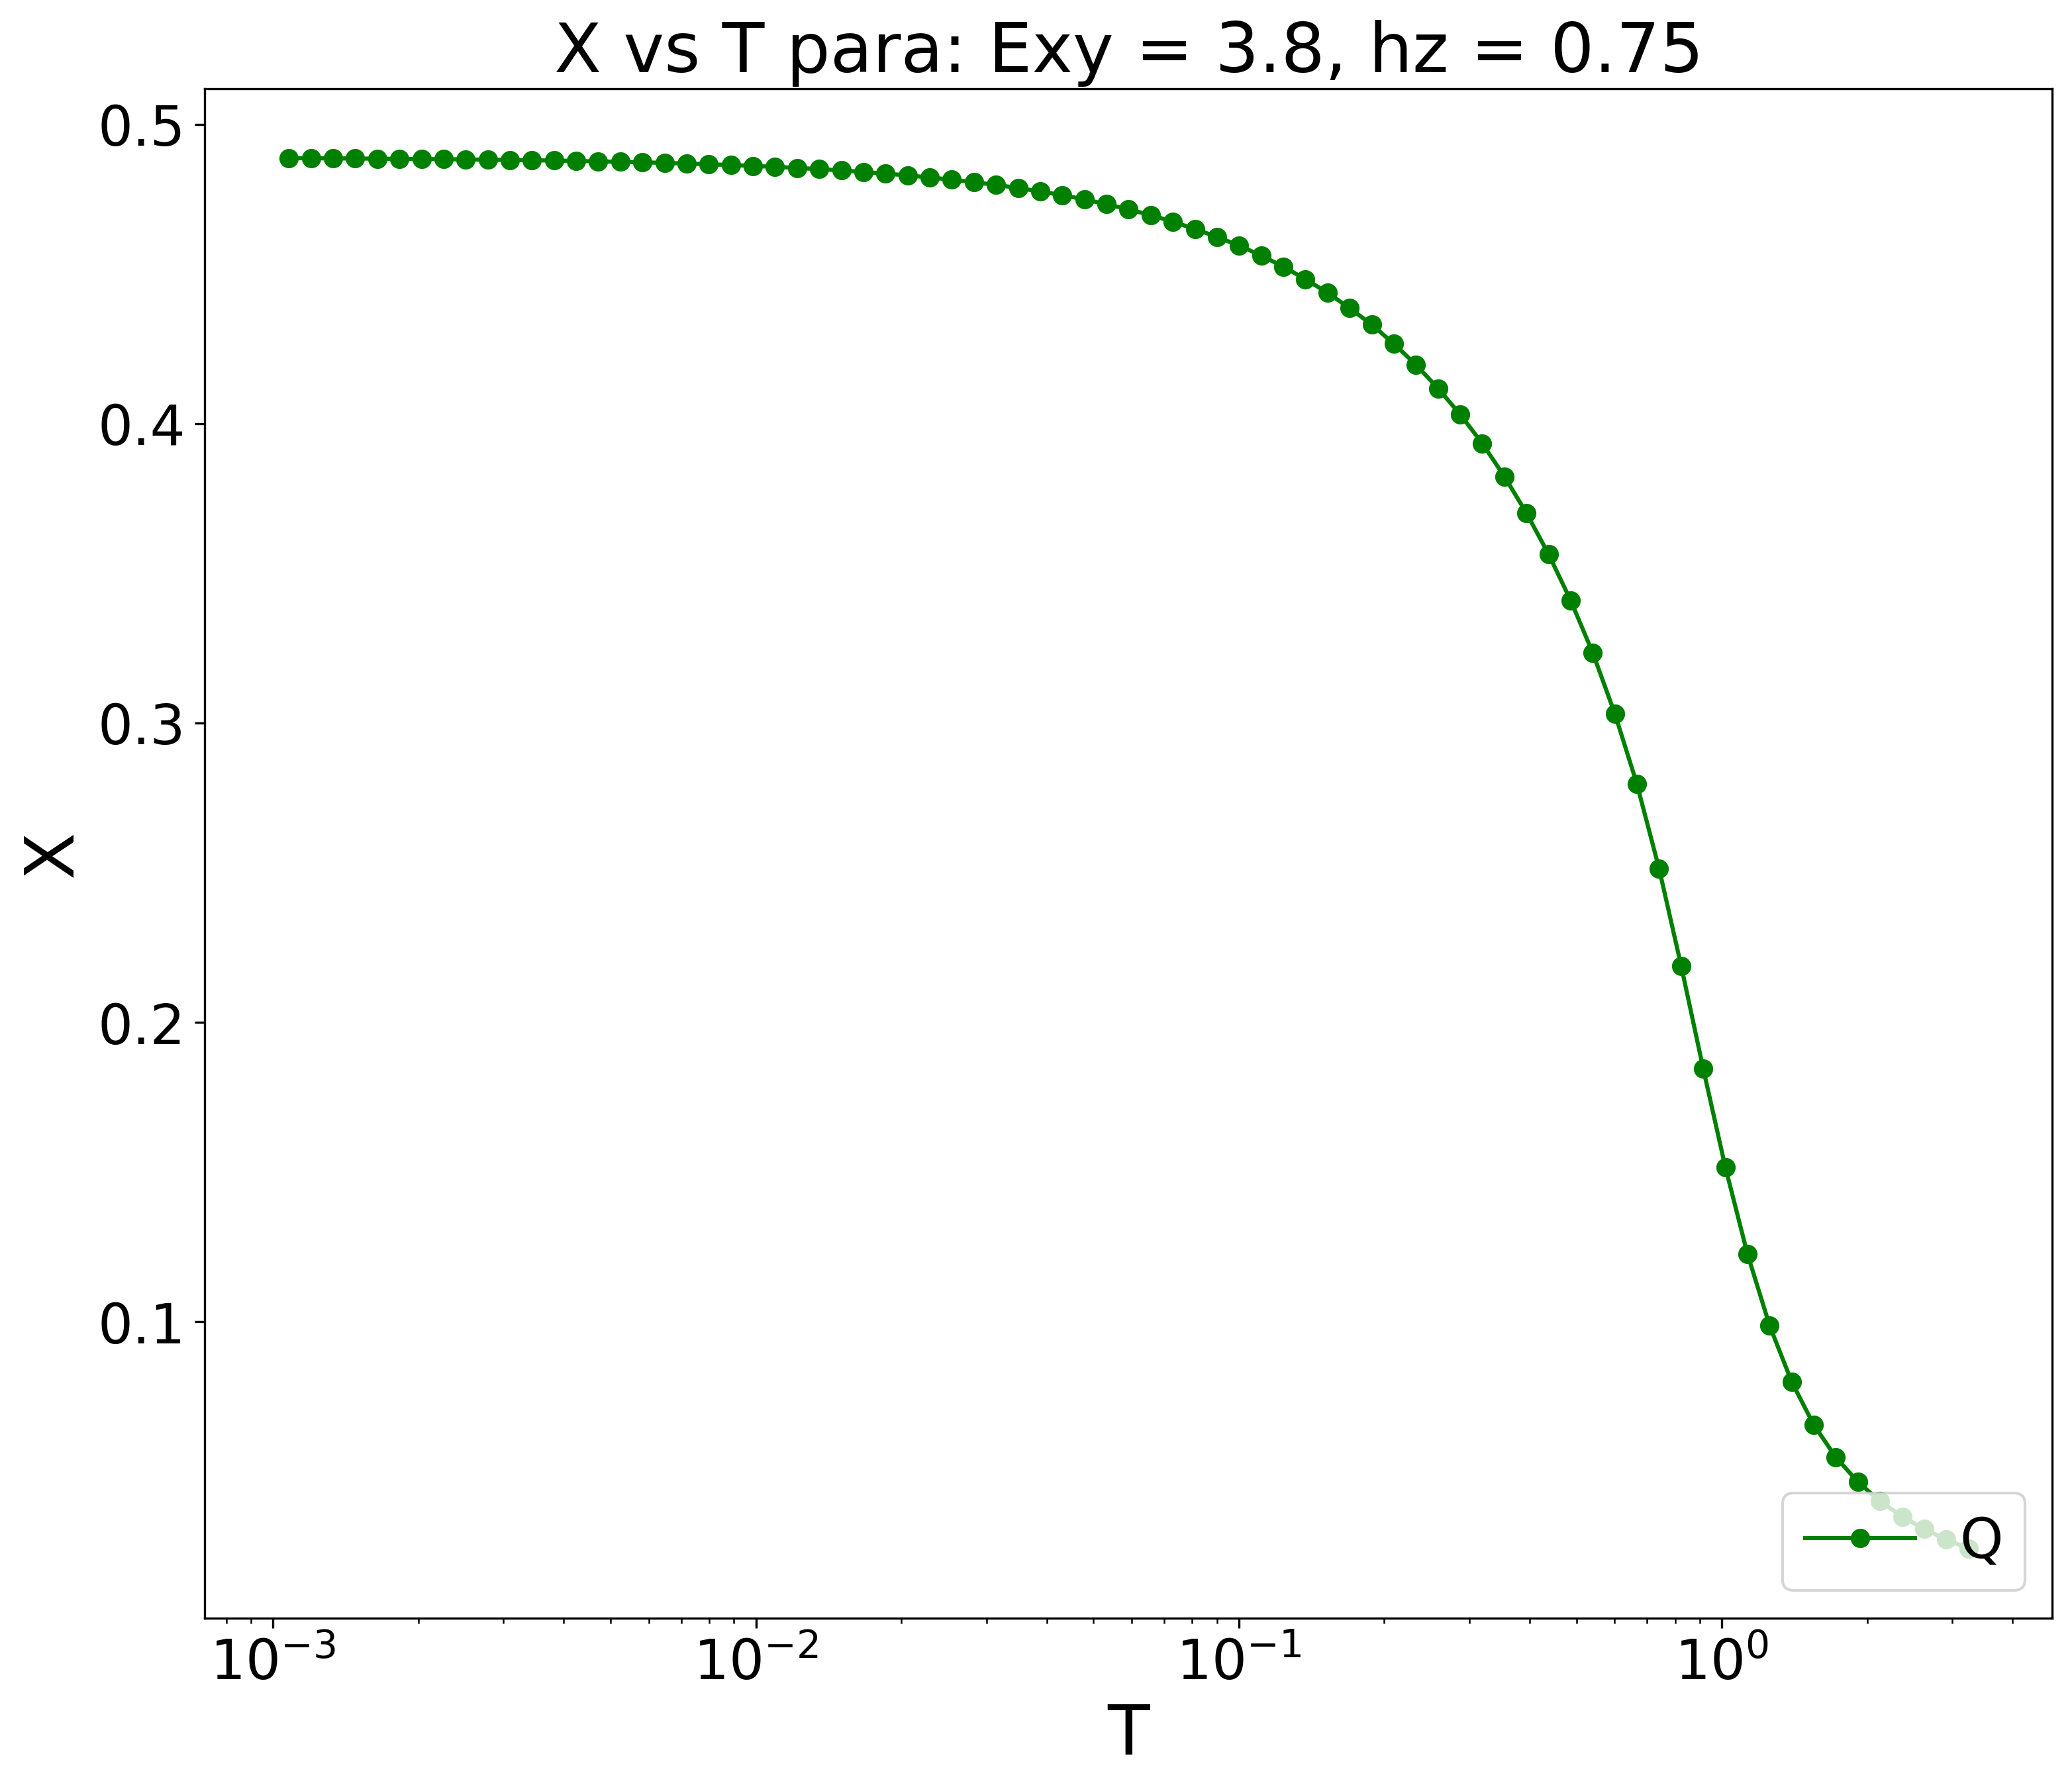 X vs T para: Exy = 3.8, hz = 0.75
0.5
0.4
0.3
0.2
0.1
X
10⁻³ 10⁻² 10⁻¹ 10⁰
T
Q